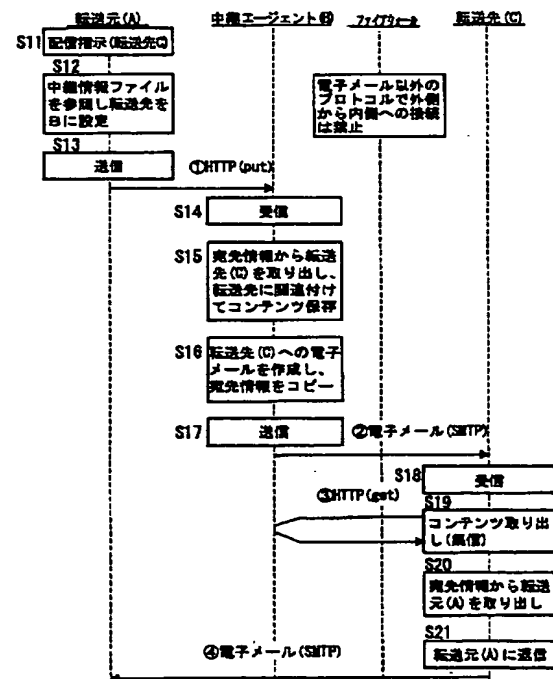 転送元(A)
中継エージェント(B)
ファイアウォール
転送先(C)
S11
配信指示(転送先C)
S12
中継情報ファイル
を参照し転送先を
Bに設定
電子メール以外の
プロトコルで外側
から内側への接続
は禁止
S13
送信
①HTTP(put)
S14
受信
S15
宛先情報から転送
先(C)を取り出し、
転送先に関連付け
てコンテンツ保存
S16
転送先(C)への電子
メールを作成し、
宛先情報をコピー
S17
送信
②電子メール(SMTP)
S18
受信
③HTTP(get)
S19
コンテンツ取り出
し(集信)
S20
宛先情報から転送
元(A)を取り出し
S21
転送元(A)に返信
④電子メール(SMTP)